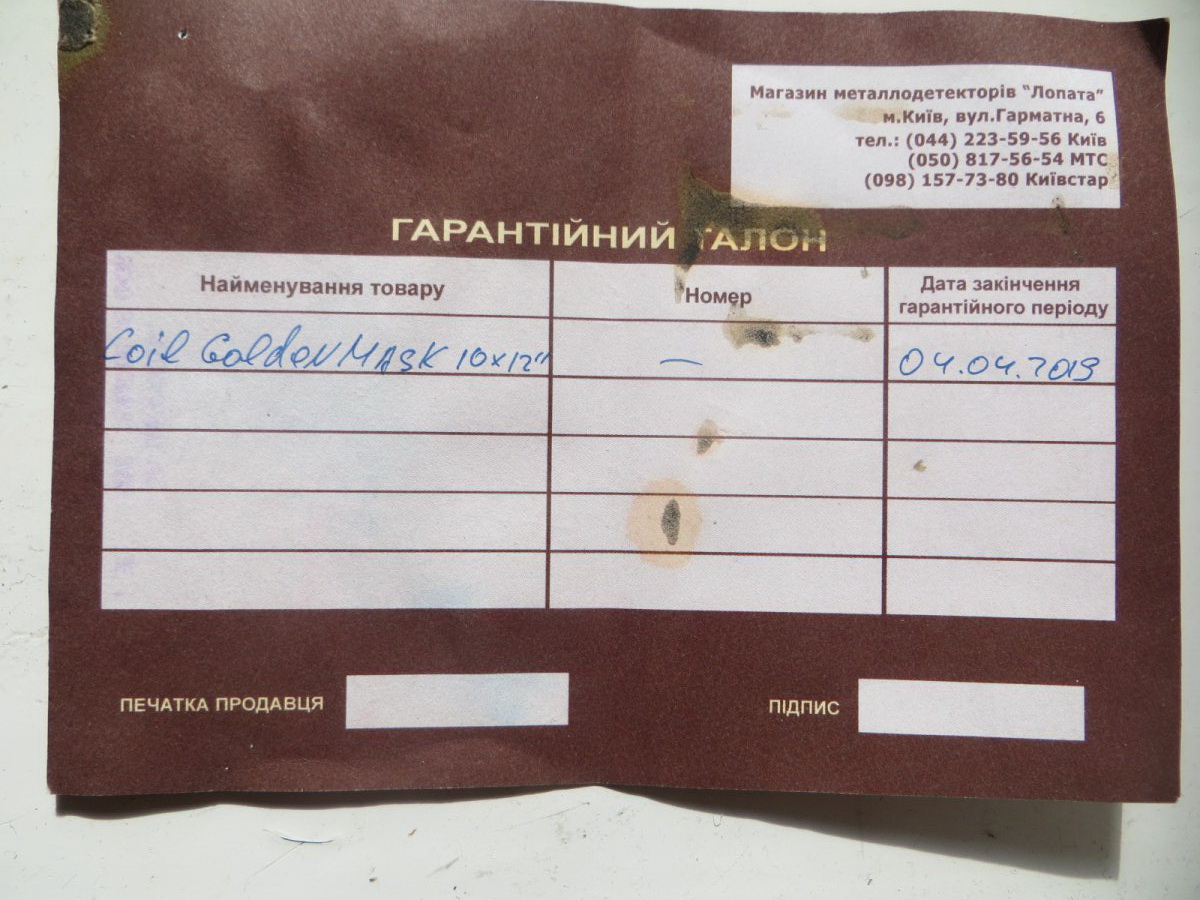 Магазин металлодетекторів "Лопата"
м.Київ, вул.Гарматна, 6
тел.: (044) 223-59-56 Київ
(050) 817-56-54 МТС
(098) 157-73-80 Київстар
ГАРАНТІЙНИЙ ТАЛОН
Найменування товару
Номер
Дата закінчення
гарантійного періоду
Coil Golden MASK 10x12"
—
04.04.2019
ПЕЧАТКА ПРОДАВЦЯ
ПІДПИС